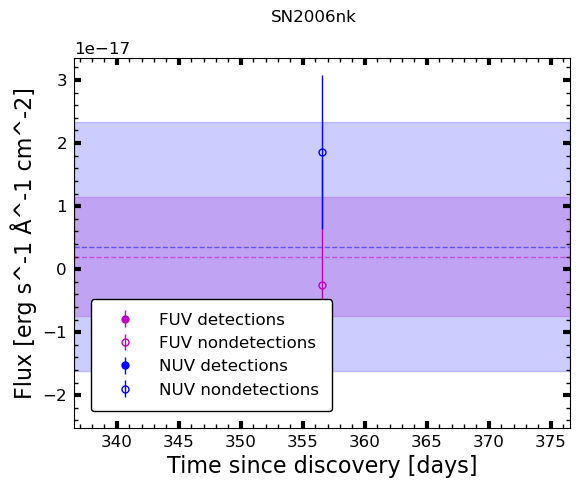 SN2006nk
1e−17
3
2
1
0
−1
−2
Flux [erg s^-1 Å^-1 cm^-2]
FUV detections
FUV nondetections
NUV detections
NUV nondetections
340 345 350 355 360 365 370 375
Time since discovery [days]